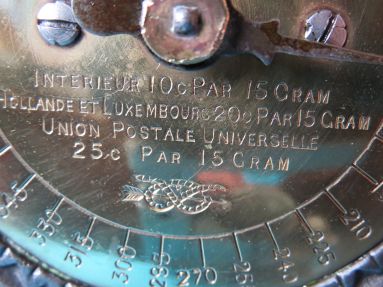 INTERIEUR 10C PAR 15 GRAM
HOLLANDE ET LUXEMBOURG 20C PAR 15 GRAM
UNION POSTALE UNIVERSELLE
25C PAR 15 GRAM
330 315 300 285 270 25 240 225 210